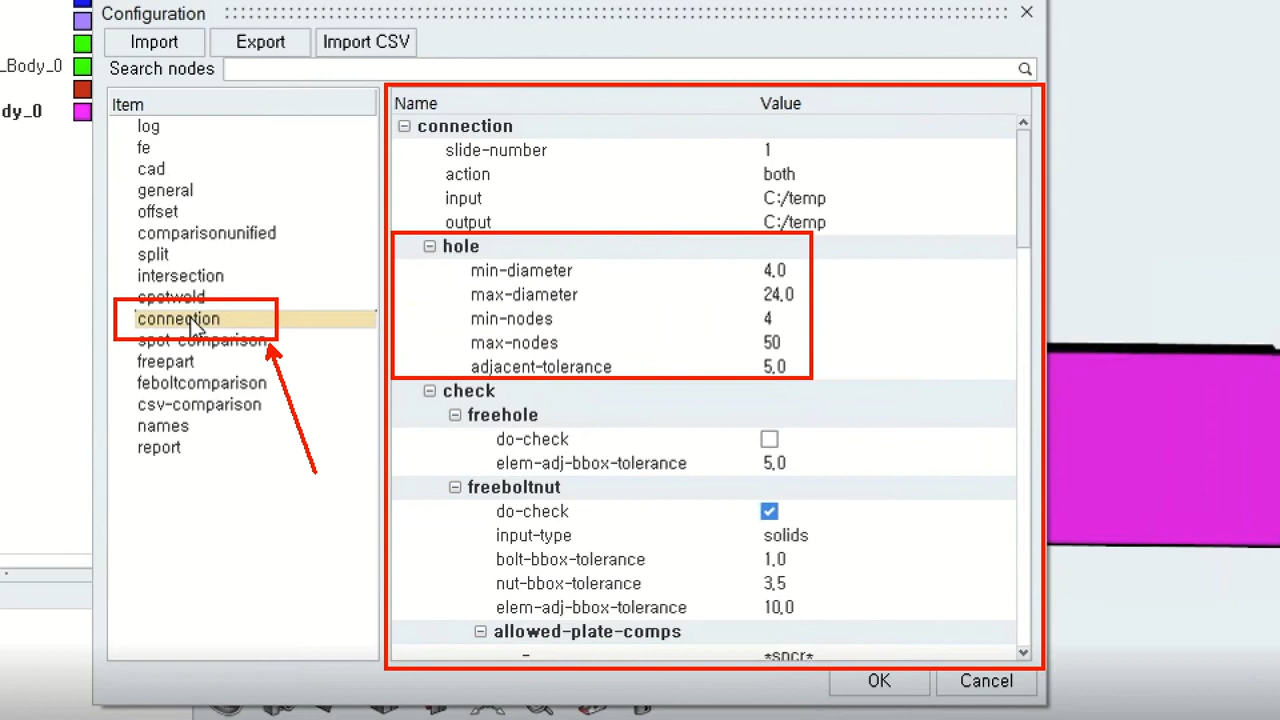 Configuration
Import Export Import CSV
Search nodes
_Body_0
dy_0
Item
log
fe
cad
general
offset
comparisonunified
split
intersection
spotweld
connection
spot-comparison
freepart
feboltcomparison
csv-comparison
names
report
Name Value
connection
slide-number 1
action both
input C:/temp
output C:/temp
hole
min-diameter 4.0
max-diameter 24.0
min-nodes 4
max-nodes 50
adjacent-tolerance 5.0
check
freehole
do-check
elem-adj-bbox-tolerance 5.0
freeboltnut
do-check
input-type solids
bolt-bbox-tolerance 1.0
nut-bbox-tolerance 3.5
elem-adj-bbox-tolerance 10.0
allowed-plate-comps
- *spcr*
OK Cancel